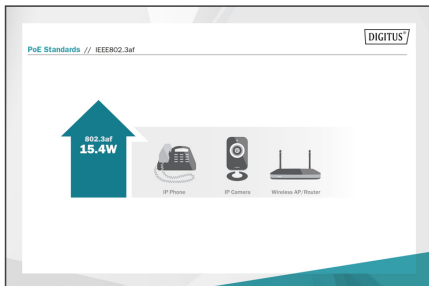 DIGITUS®
PoE Standards // IEEE802.3af
802.3af
15.4W
IP Phone
IP Camera
Wireless AP/Router